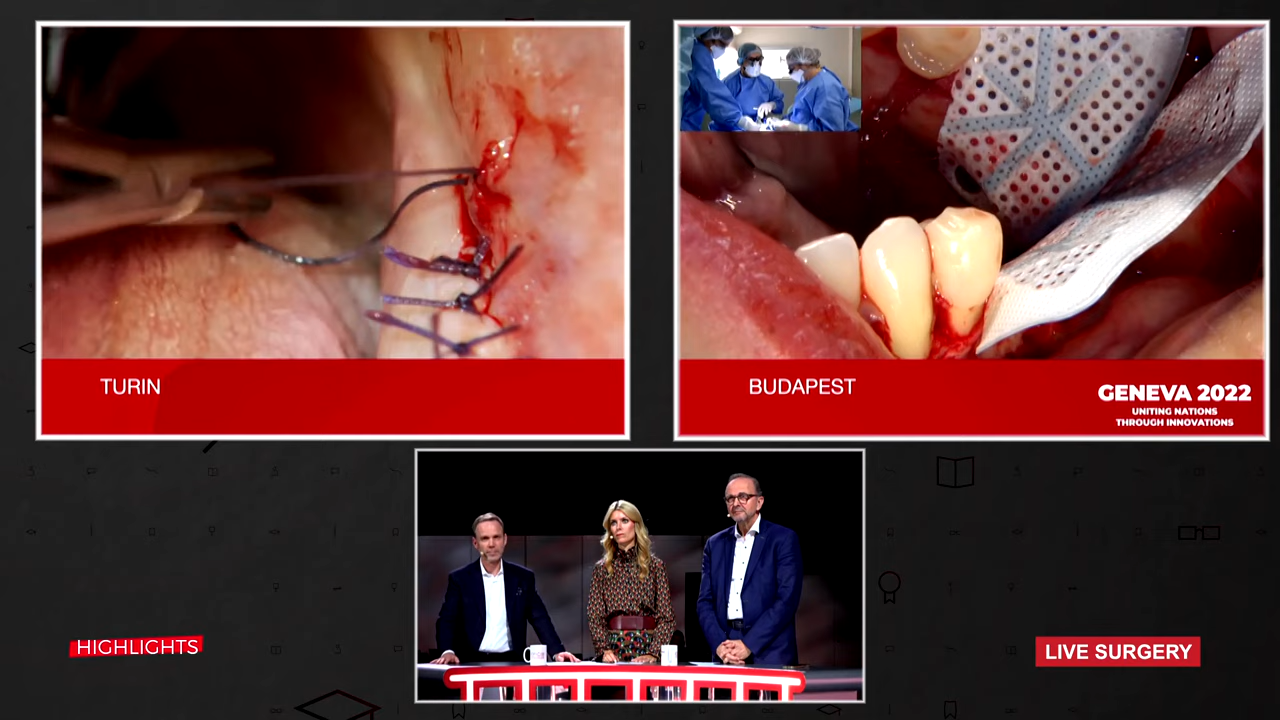 TURIN
BUDAPEST
GENEVA 2022
UNITING NATIONS
THROUGH INNOVATIONS
HIGHLIGHTS
LIVE SURGERY